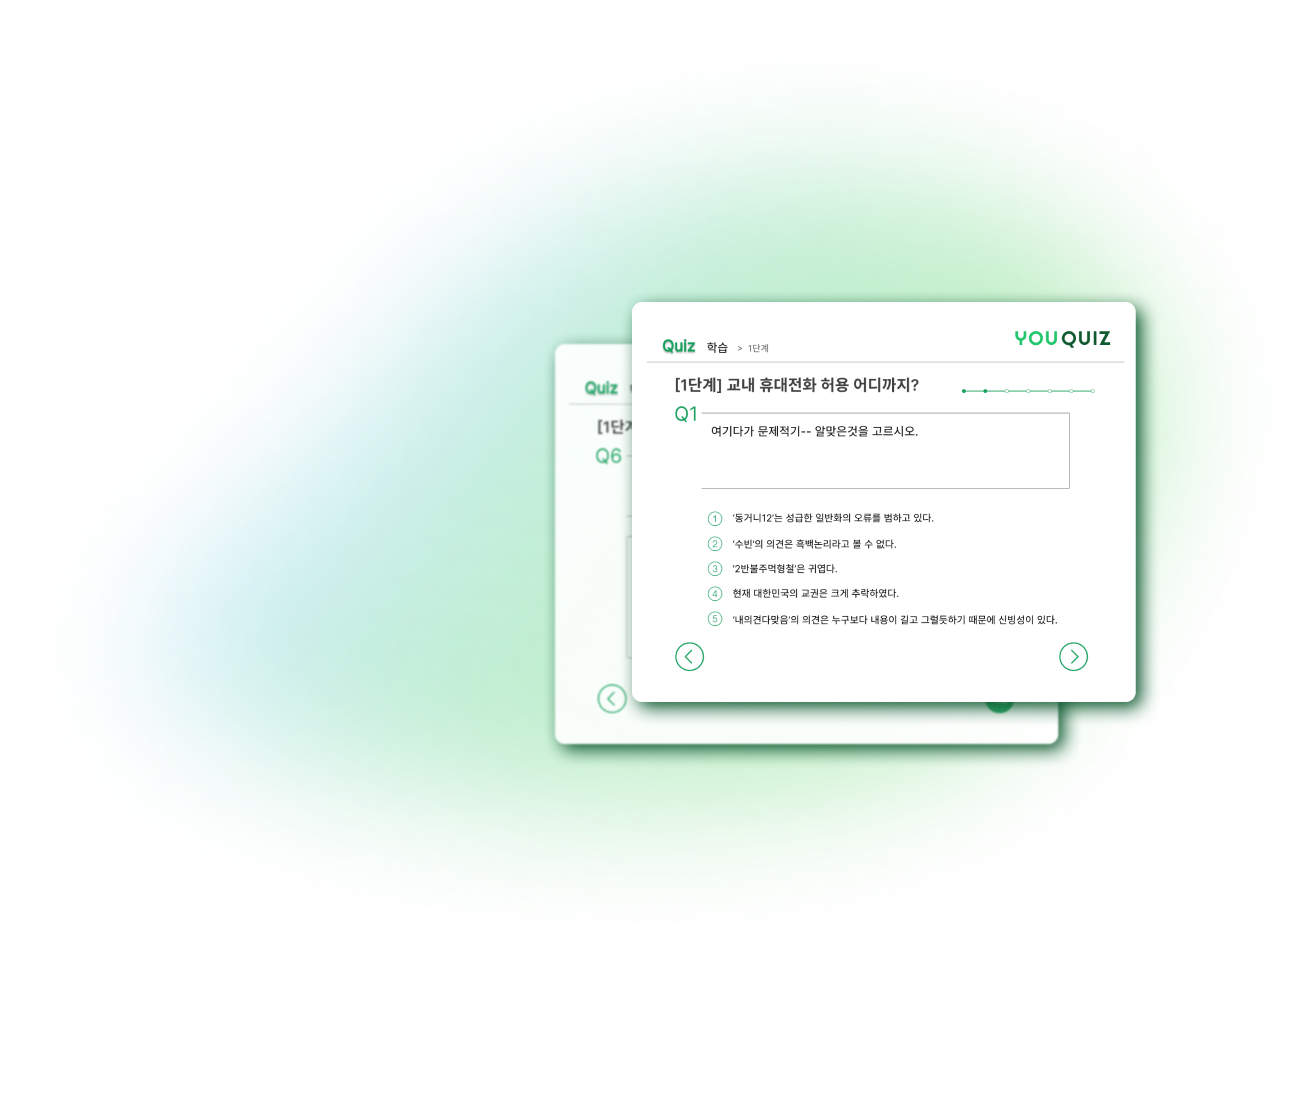 Quiz 학습 > 1단계
YOUQUIZ
[1단계] 교내 휴대전화 허용 어디까지?
Q1
여기다가 문제적기-- 알맞은것을 고르시오.
1 '동거니12'는 성급한 일반화의 오류를 범하고 있다.
2 '수빈'의 의견은 흑백논리라고 볼 수 없다.
3 '2반불주먹형철'은 귀엽다.
4 현재 대한민국의 교권은 크게 추락하였다.
5 '내의견다맞음'의 의견은 누구보다 내용이 길고 그럴듯하기 때문에 신빙성이 있다.
Quiz
[1단계
Q6